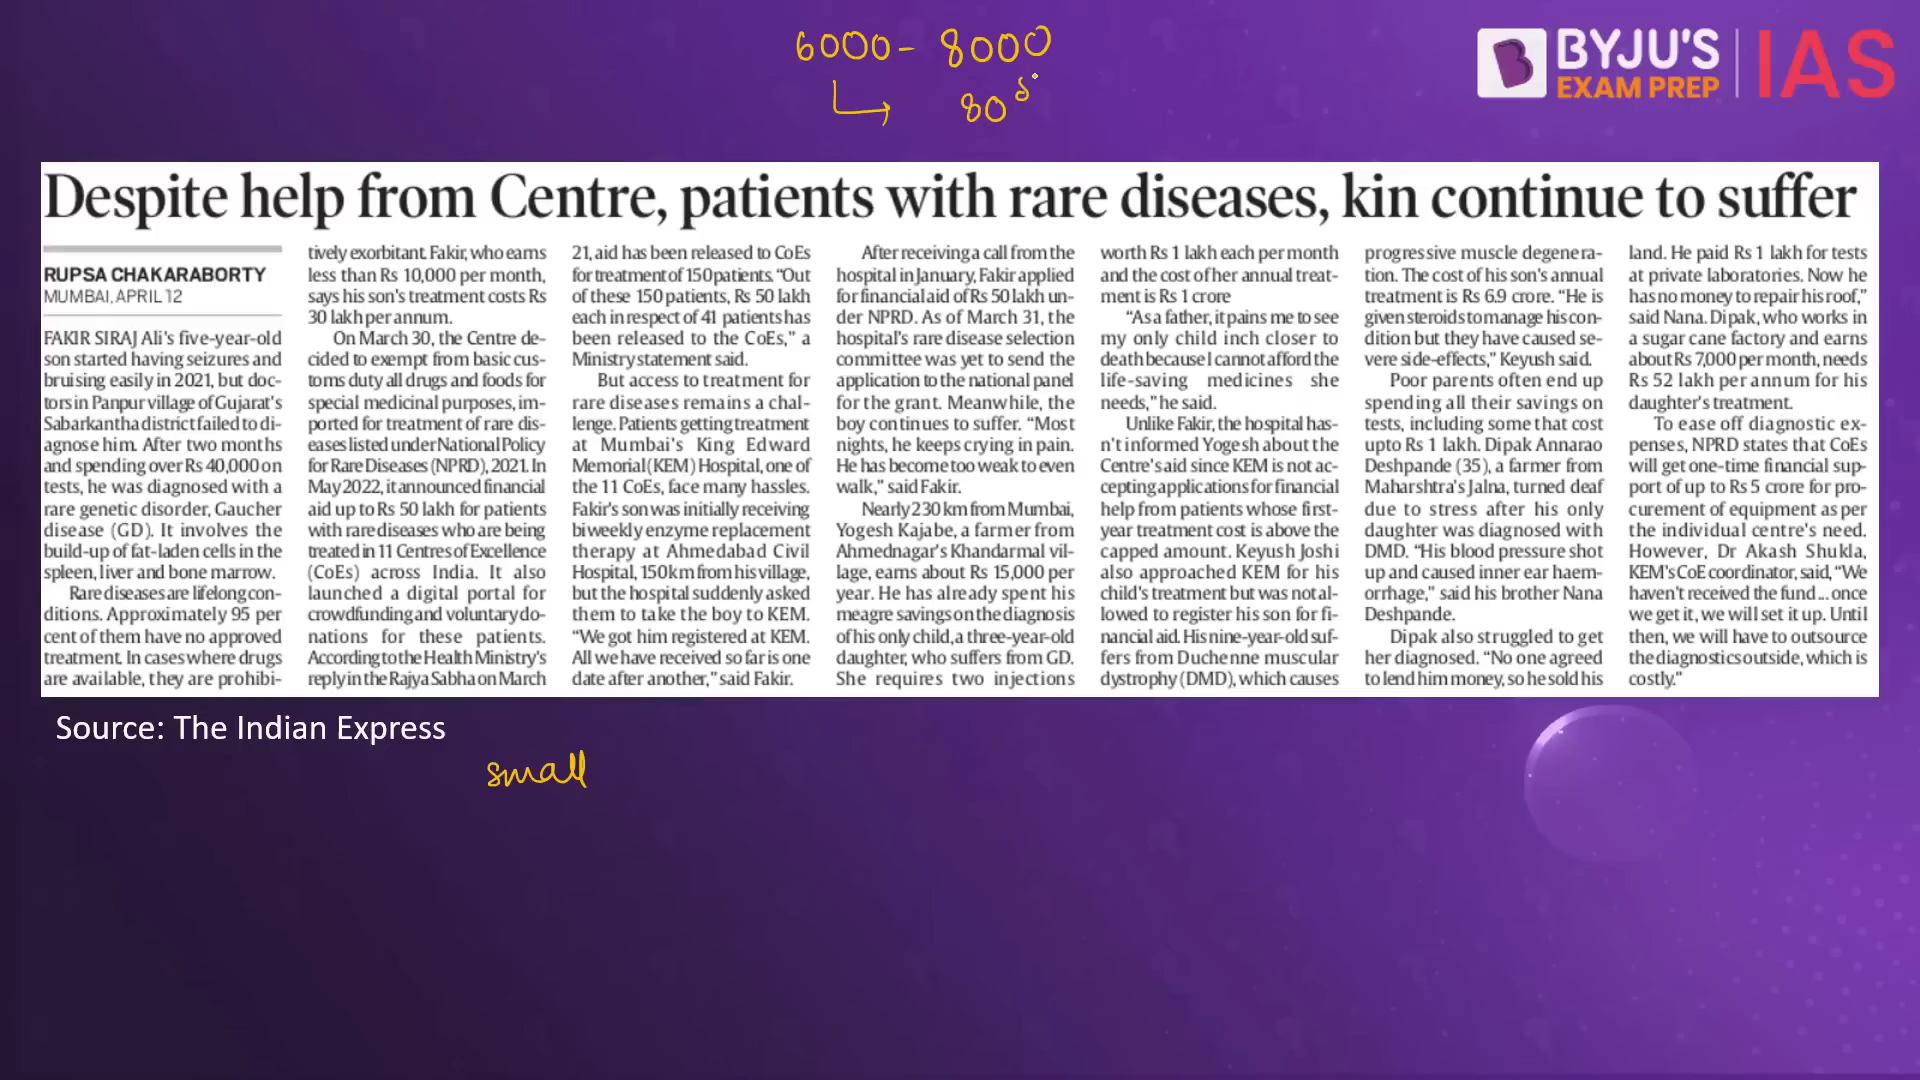 6000 - 8000
80%
BYJU'S
EXAM PREP
IAS
Despite help from Centre, patients with rare diseases, kin continue to suffer
RUPSA CHAKARABORTY
MUMBAI, APRIL 12
FAKIR SIRAJ Ali's five-year-old
son started having seizures and
bruising easily in 2021, but doc-
tors in Panpur village of Gujarat's
Sabarkantha district failed to di-
agnose him. After two months
and spending over Rs 40,000 on
tests, he was diagnosed with a
rare genetic disorder, Gaucher
disease (GD). It involves the
build-up of fat-laden cells in the
spleen, liver and bone marrow.
Rare diseases are lifelong con-
ditions. Approximately 95 per
cent of them have no approved
treatment. In cases where drugs
are available, they are prohibi-
tively exorbitant. Fakir, who earns
less than Rs 10,000 per month,
says his son's treatment costs Rs
30 lakh per annum.
On March 30, the Centre de-
cided to exempt from basic cus-
toms duty all drugs and foods for
special medicinal purposes, im-
ported for treatment of rare dis-
eases listed under National Policy
for Rare Diseases (NPRD), 2021. In
May 2022, it announced financial
aid up to Rs 50 lakh for patients
with rare diseases who are being
treated in 11 Centres of Excellence
(CoEs) across India. It also
launched a digital portal for
crowdfunding and voluntary do-
nations for these patients.
According to the Health Ministry's
reply in the Rajya Sabha on March
21, aid has been released to CoEs
for treatment of 150 patients. “Out
of these 150 patients, Rs 50 lakh
each in respect of 41 patients has
been released to the CoEs,” a
Ministry statement said.
But access to treatment for
rare diseases remains a chal-
lenge. Patients getting treatment
at Mumbai's King Edward
Memorial (KEM) Hospital, one of
the 11 CoEs, face many hassles.
Fakir's son was initially receiving
biweekly enzyme replacement
therapy at Ahmedabad Civil
Hospital, 150 km from his village,
but the hospital suddenly asked
them to take the boy to KEM.
“We got him registered at KEM.
All we have received so far is one
date after another,” said Fakir.
After receiving a call from the
hospital in January, Fakir applied
for financial aid of Rs 50 lakh un-
der NPRD. As of March 31, the
hospital's rare disease selection
committee was yet to send the
application to the national panel
for the grant. Meanwhile, the
boy continues to suffer. “Most
nights, he keeps crying in pain.
He has become too weak to even
walk,” said Fakir.
Nearly 230 km from Mumbai,
Yogesh Kajabe, a farmer from
Ahmednagar's Khandarmal vil-
lage, earns about Rs 15,000 per
year. He has already spent his
meagre savings on the diagnosis
of his only child, a three-year-old
daughter, who suffers from GD.
She requires two injections
worth Rs 1 lakh each per month
and the cost of her annual treat-
ment is Rs 1 crore
“As a father, it pains me to see
my only child inch closer to
death because I cannot afford the
life-saving medicines she
needs,” he said.
Unlike Fakir, the hospital has-
n't informed Yogesh about the
Centre's aid since KEM is not ac-
cepting applications for financial
help from patients whose first-
year treatment cost is above the
capped amount. Keyush Joshi
also approached KEM for his
child's treatment but was not al-
lowed to register his son for fi-
nancial aid. His nine-year-old suf-
fers from Duchenne muscular
dystrophy (DMD), which causes
progressive muscle degenera-
tion. The cost of his son's annual
treatment is Rs 6.9 crore. “He is
given steroids to manage his con-
dition but they have caused se-
vere side-effects,” Keyush said.
Poor parents often end up
spending all their savings on
tests, including some that cost
upto Rs 1 lakh. Dipak Annarao
Deshpande (35), a farmer from
Maharshtra's Jalna, turned deaf
due to stress after his only
daughter was diagnosed with
DMD. “His blood pressure shot
up and caused inner ear haem-
orrhage,” said his brother Nana
Deshpande.
Dipak also struggled to get
her diagnosed. “No one agreed
to lend him money, so he sold his
land. He paid Rs 1 lakh for tests
at private laboratories. Now he
has no money to repair his roof,”
said Nana. Dipak, who works in
a sugar cane factory and earns
about Rs 7,000 per month, needs
Rs 52 lakh per annum for his
daughter's treatment.
To ease off diagnostic ex-
penses, NPRD states that CoEs
will get one-time financial sup-
port of up to Rs 5 crore for pro-
curement of equipment as per
the individual centre's need.
However, Dr Akash Shukla,
KEM's CoE coordinator, said, “We
haven't received the fund ... once
we get it, we will set it up. Until
then, we will have to outsource
the diagnostics outside, which is
costly.”
Source: The Indian Express
small